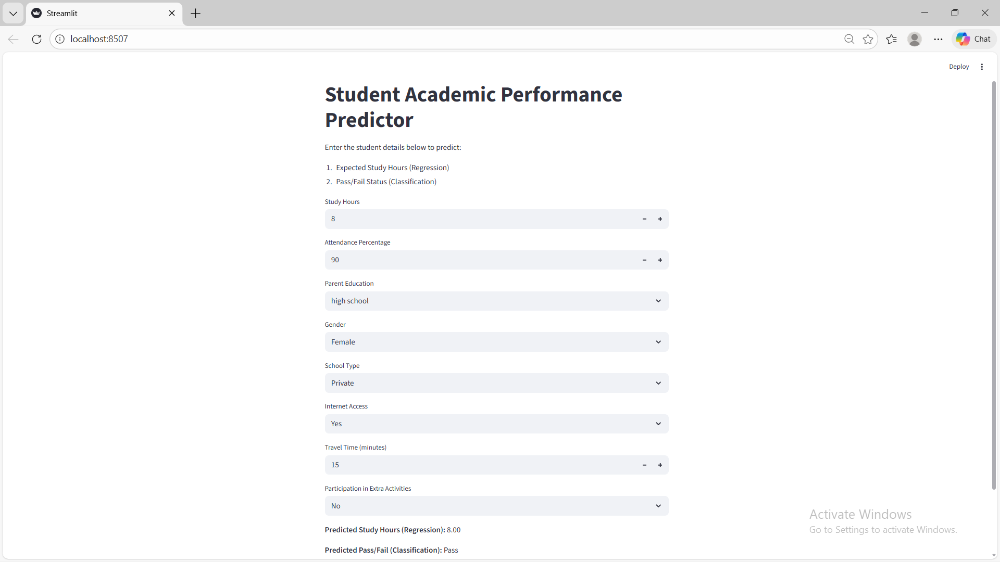 Streamlit
localhost:8507
Chat
Deploy
Student Academic Performance
Predictor
Enter the student details below to predict:
1. Expected Study Hours (Regression)
2. Pass/Fail Status (Classification)
Study Hours
8
Attendance Percentage
90
Parent Education
high school
Gender
Female
School Type
Private
Internet Access
Yes
Travel Time (minutes)
15
Participation in Extra Activities
No
Predicted Study Hours (Regression): 8.00
Predicted Pass/Fail (Classification): Pass
Activate Windows
Go to Settings to activate Windows.